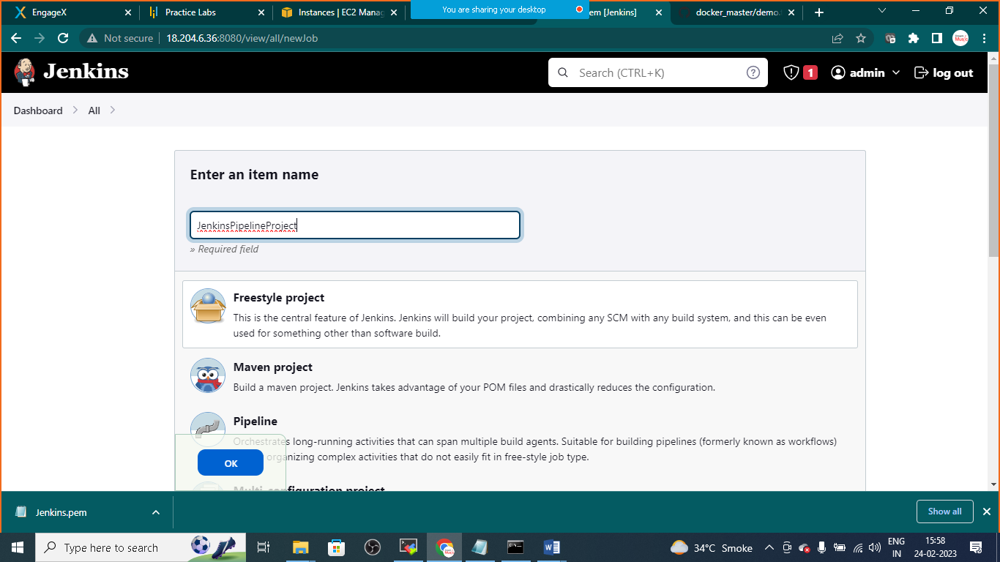 EngageX
Practice Labs
Instances | EC2 Manag
You are sharing your desktop
em [Jenkins]
docker_master/demo.
Not secure
18.204.6.36:8080/view/all/newJob
Jenkins
Search (CTRL+K)
1
admin
log out
Dashboard
All
Enter an item name
JenkinsPipelineProject
» Required field
Freestyle project
This is the central feature of Jenkins. Jenkins will build your project, combining any SCM with any build system, and this can be even
used for something other than software build.
Maven project
Build a maven project. Jenkins takes advantage of your POM files and drastically reduces the configuration.
Pipeline
Orchestrates long-running activities that can span multiple build agents. Suitable for building pipelines (formerly known as workflows)
organizing complex activities that do not easily fit in free-style job type.
OK
Multi-configuration project
Jenkins.pem
Show all
Type here to search
34°C Smoke
ENG
IN
15:58
24-02-2023